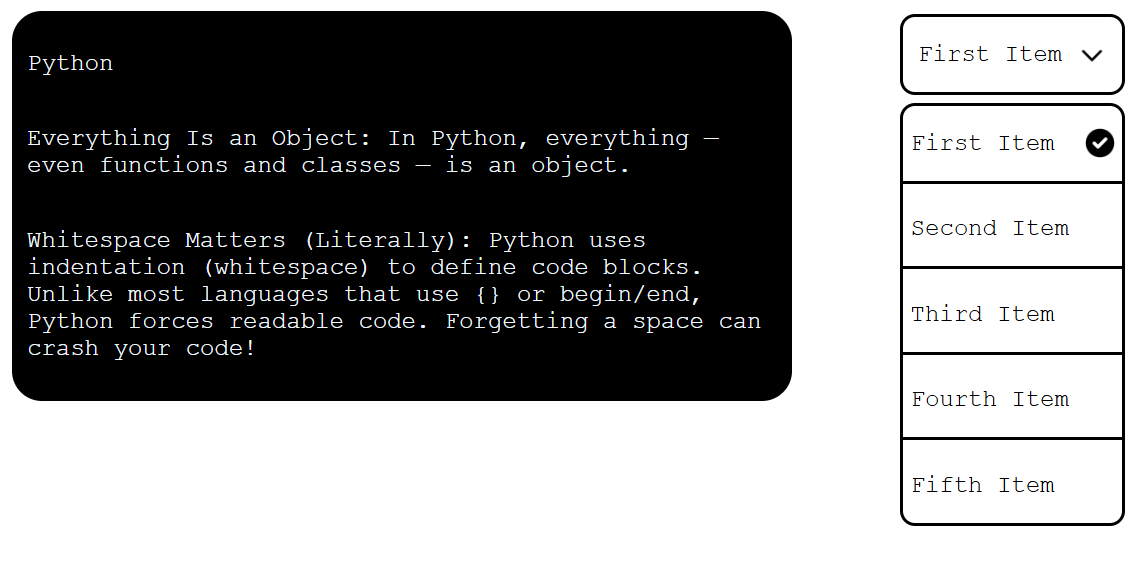 Python
Everything Is an Object: In Python, everything —
even functions and classes — is an object.
Whitespace Matters (Literally): Python uses
indentation (whitespace) to define code blocks.
Unlike most languages that use {} or begin/end,
Python forces readable code. Forgetting a space can
crash your code!
First Item
First Item
Second Item
Third Item
Fourth Item
Fifth Item